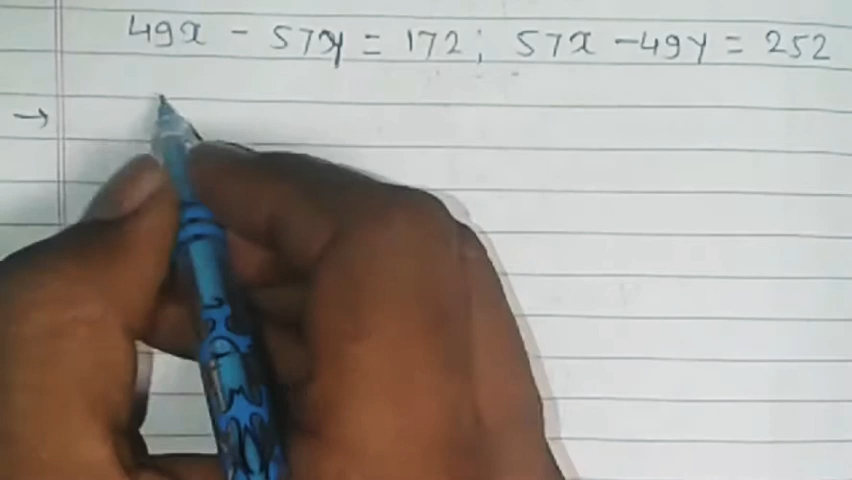 49x - 57y = 172; 57x - 49y = 252
→